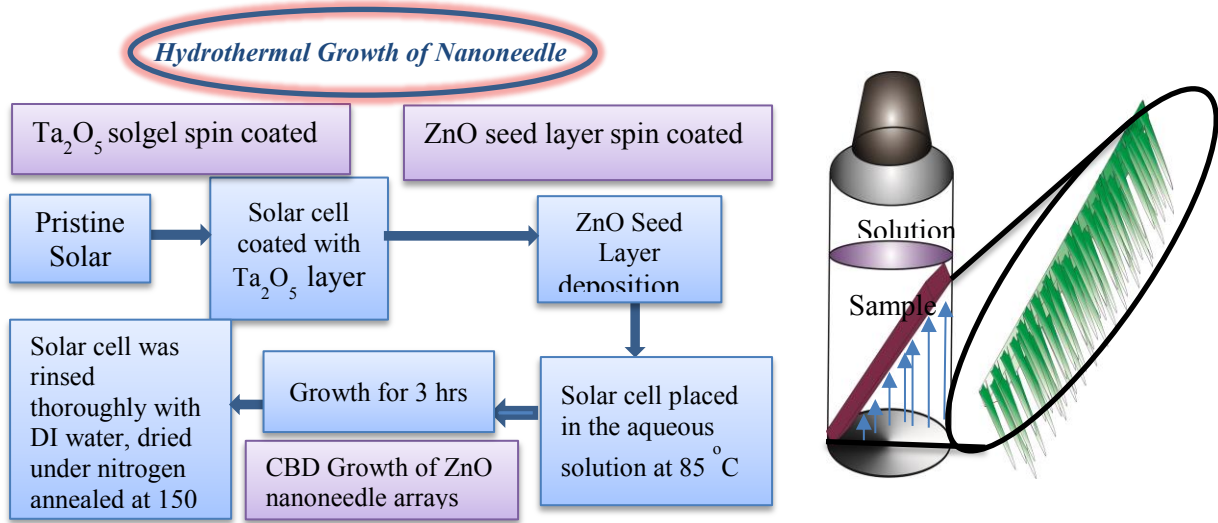 Hydrothermal Growth of Nanoneedle
Ta2O5 solgel spin coated
ZnO seed layer spin coated
Pristine
Solar
Solar cell
coated with
Ta2O5 layer
ZnO Seed
Layer
deposition
Solar cell placed
in the aqueous
solution at 85 °C
Growth for 3 hrs
CBD Growth of ZnO
nanoneedle arrays
Solar cell was
rinsed
thoroughly with
DI water, dried
under nitrogen
annealed at 150
Solution
Sample